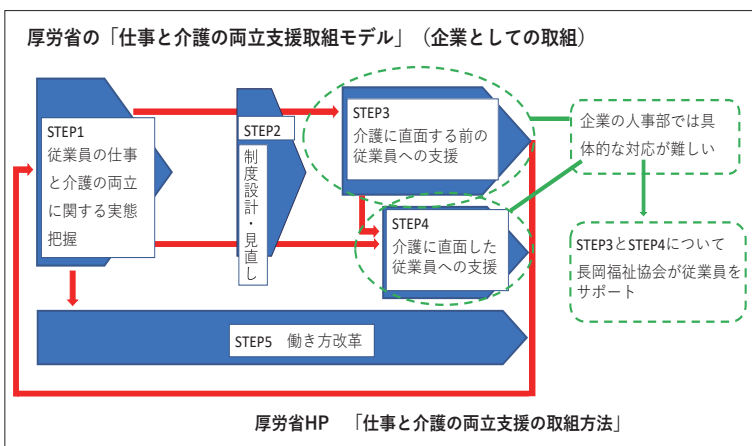 厚労省の「仕事と介護の両立支援取組モデル」（企業としての取組）
STEP1
従業員の仕事
と介護の両立
に関する実態
把握
STEP2
制度設計・見直し
STEP3
介護に直面する前の
従業員への支援
STEP4
介護に直面した
従業員への支援
企業の人事部では具
体的な対応が難しい
STEP3とSTEP4について
長岡福祉協会が従業員を
サポート
STEP5　働き方改革
厚労省HP　「仕事と介護の両立支援の取組方法」